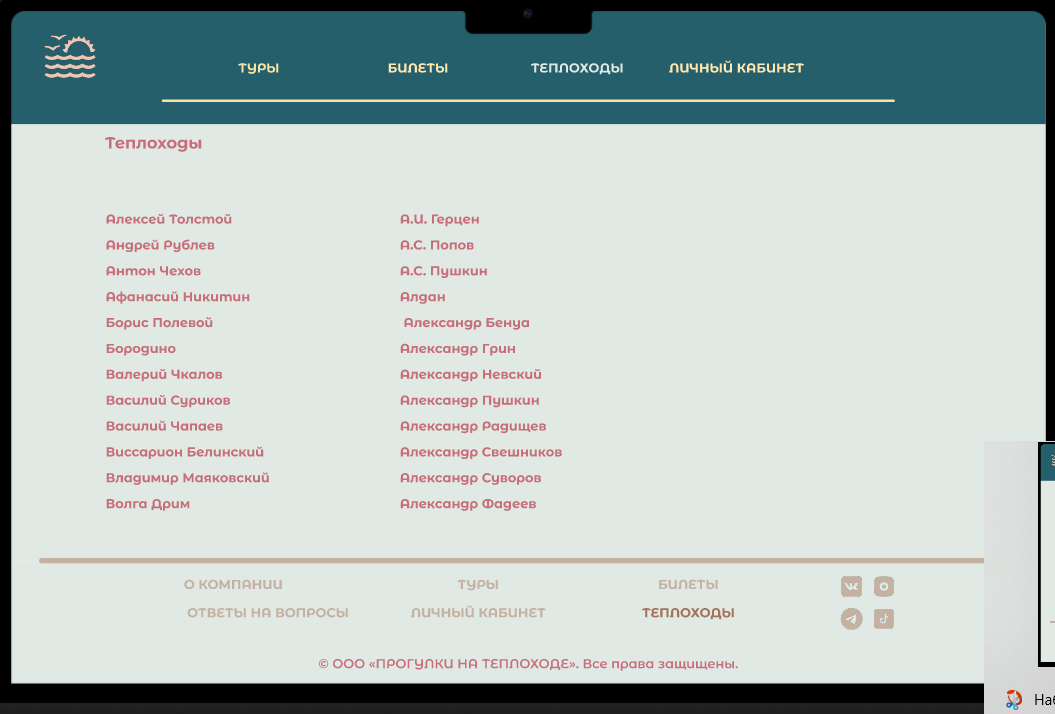 ТУРЫ БИЛЕТЫ ТЕПЛОХОДЫ ЛИЧНЫЙ КАБИНЕТ
Теплоходы
Алексей Толстой
Андрей Рублев
Антон Чехов
Афанасий Никитин
Борис Полевой
Бородино
Валерий Чкалов
Василий Суриков
Василий Чапаев
Виссарион Белинский
Владимир Маяковский
Волга Дрим
А.И. Герцен
А.С. Попов
А.С. Пушкин
Алдан
Александр Бенуа
Александр Грин
Александр Невский
Александр Пушкин
Александр Радищев
Александр Свешников
Александр Суворов
Александр Фадеев
О КОМПАНИИ ТУРЫ БИЛЕТЫ
ОТВЕТЫ НА ВОПРОСЫ ЛИЧНЫЙ КАБИНЕТ ТЕПЛОХОДЫ
© ООО «ПРОГУЛКИ НА ТЕПЛОХОДЕ». Все права защищены.